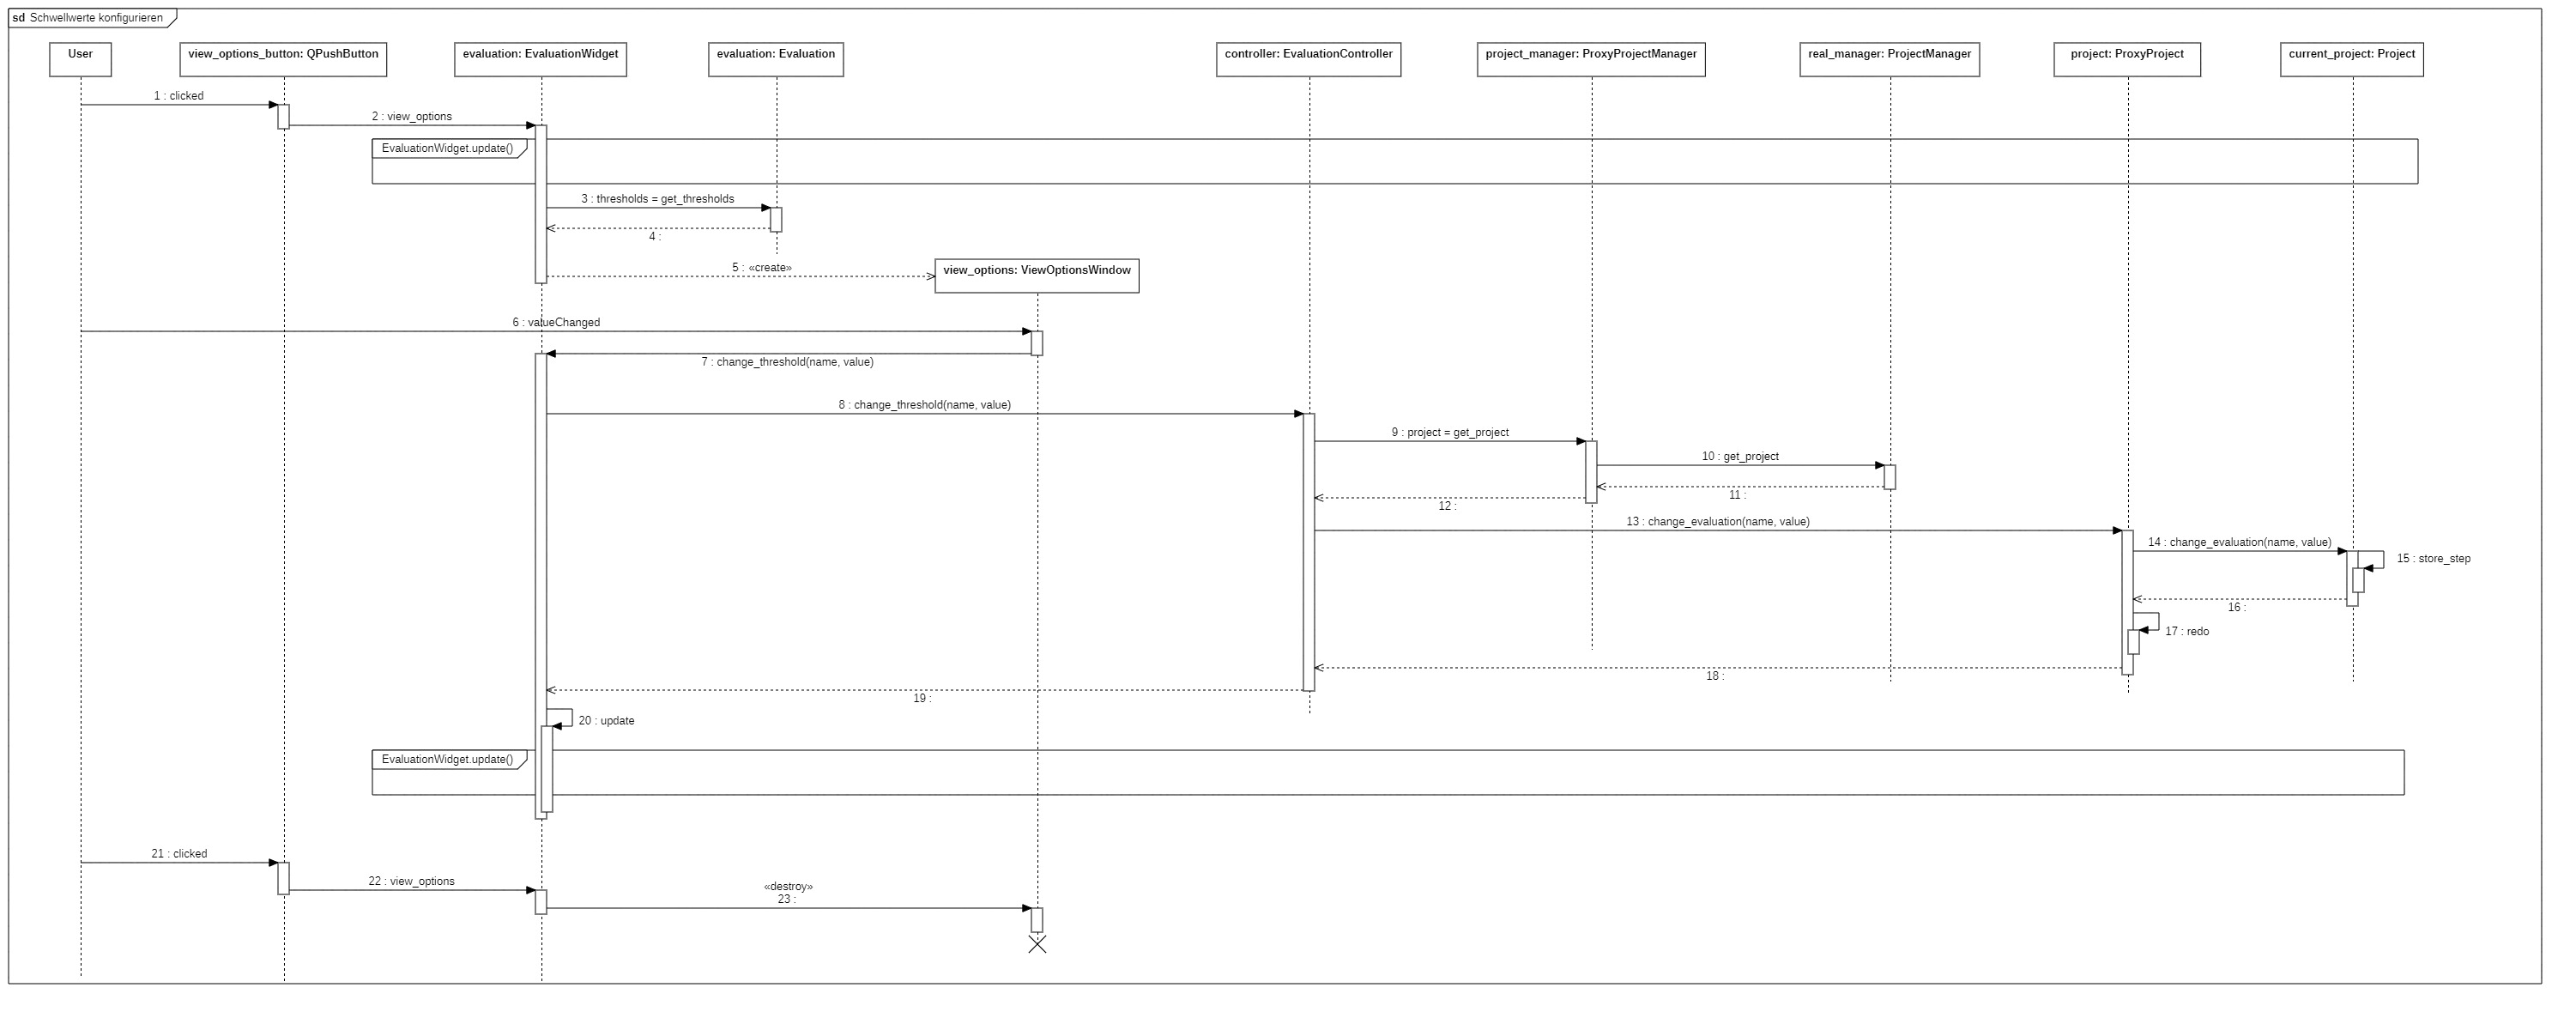 sd Schwellwerte konfigurieren
User
view_options_button: QPushButton
evaluation: EvaluationWidget
evaluation: Evaluation
controller: EvaluationController
project_manager: ProxyProjectManager
real_manager: ProjectManager
project: ProxyProject
current_project: Project
1 : clicked
2 : view_options
EvaluationWidget.update()
3 : thresholds = get_thresholds
4 :
5 : «create»
view_options: ViewOptionsWindow
6 : valueChanged
7 : change_threshold(name, value)
8 : change_threshold(name, value)
9 : project = get_project
10 : get_project
11 :
12 :
13 : change_evaluation(name, value)
14 : change_evaluation(name, value)
15 : store_step
16 :
17 : redo
18 :
19 :
20 : update
EvaluationWidget.update()
21 : clicked
22 : view_options
«destroy»
23 :